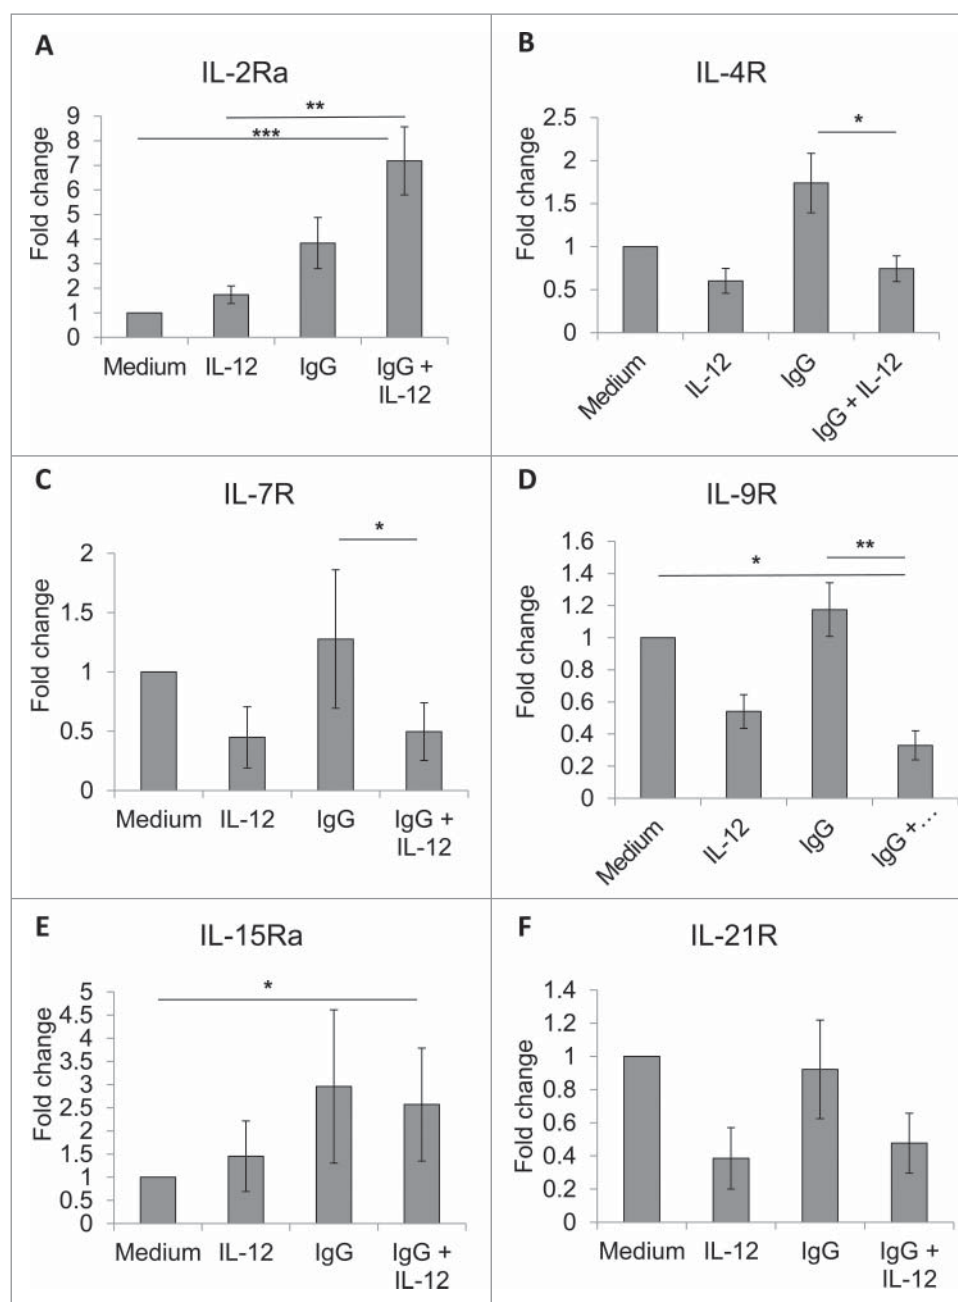 A
IL-2Ra
Fold change
9
8
7
6
5
4
3
2
1
0
**
***
Medium
IL-12
IgG
IgG +
IL-12
B
IL-4R
Fold change
2.5
2
1.5
1
0.5
0
*
Medium
IL-12
IgG
IgG + IL-12
C
IL-7R
Fold change
2
1.5
1
0.5
0
*
Medium
IL-12
IgG
IgG +
IL-12
D
IL-9R
Fold change
1.6
1.4
1.2
1
0.8
0.6
0.4
0.2
0
*
**
Medium
IL-12
IgG
IgG +...
E
IL-15Ra
Fold change
5
4.5
4
3.5
3
2.5
2
1.5
1
0.5
0
*
Medium
IL-12
IgG
IgG +
IL-12
F
IL-21R
Fold change
1.4
1.2
1
0.8
0.6
0.4
0.2
0
Medium
IL-12
IgG
IgG +
IL-12